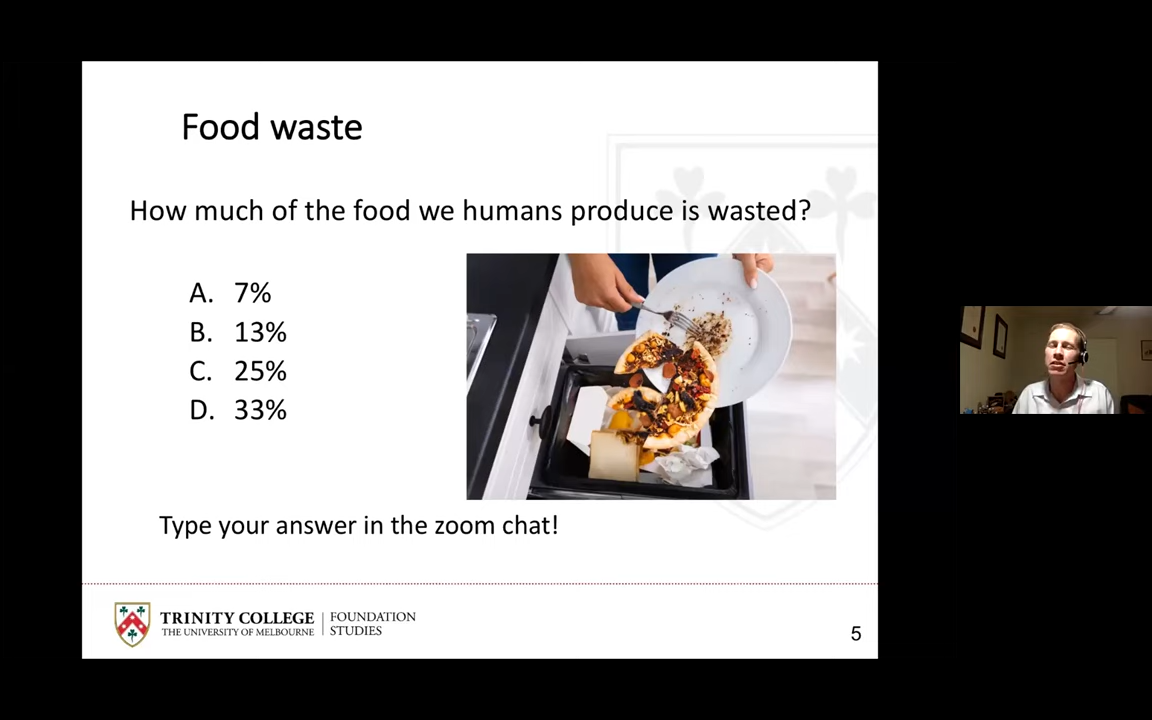 Food waste
How much of the food we humans produce is wasted?
A. 7%
B. 13%
C. 25%
D. 33%
Type your answer in the zoom chat!
TRINITY COLLEGE
THE UNIVERSITY OF MELBOURNE
FOUNDATION
STUDIES
5